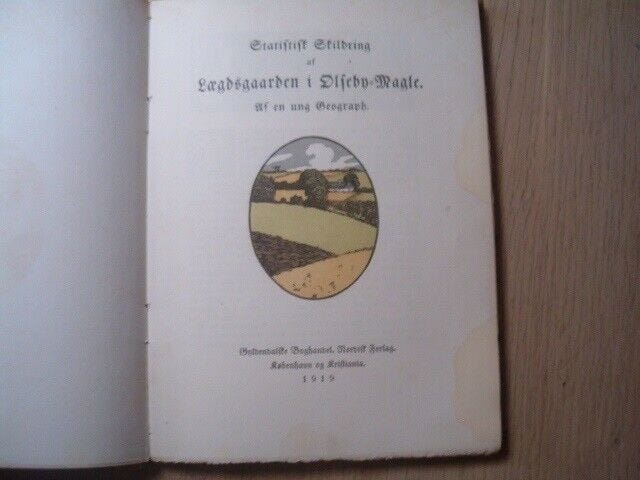 Statistisk Skildring
af
Lægdsgaarden i Olseby-Magle.
Af en ung Geograph.
Gyldendalske Boghandel. Nordisk Forlag.
København og Kristiania.
1919